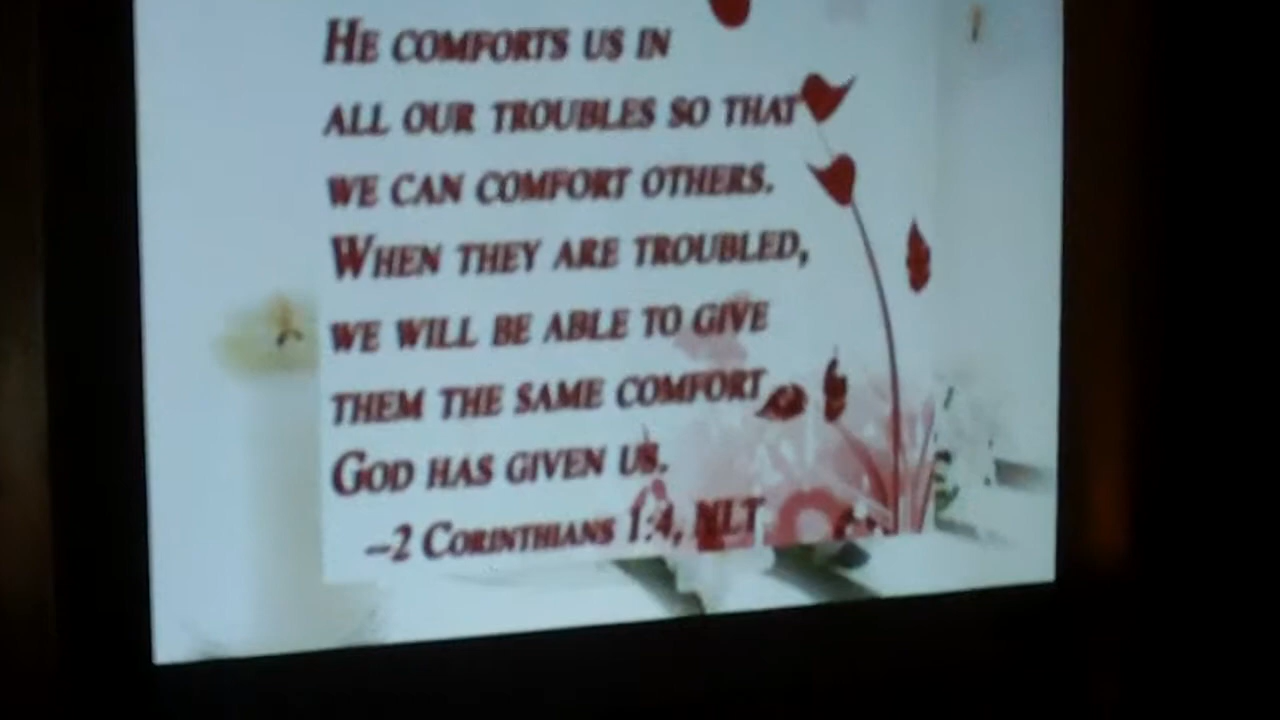 He comforts us in
all our troubles so that
we can comfort others.
When they are troubled,
we will be able to give
them the same comfort
God has given us.
–2 Corinthians 1:4, NLT